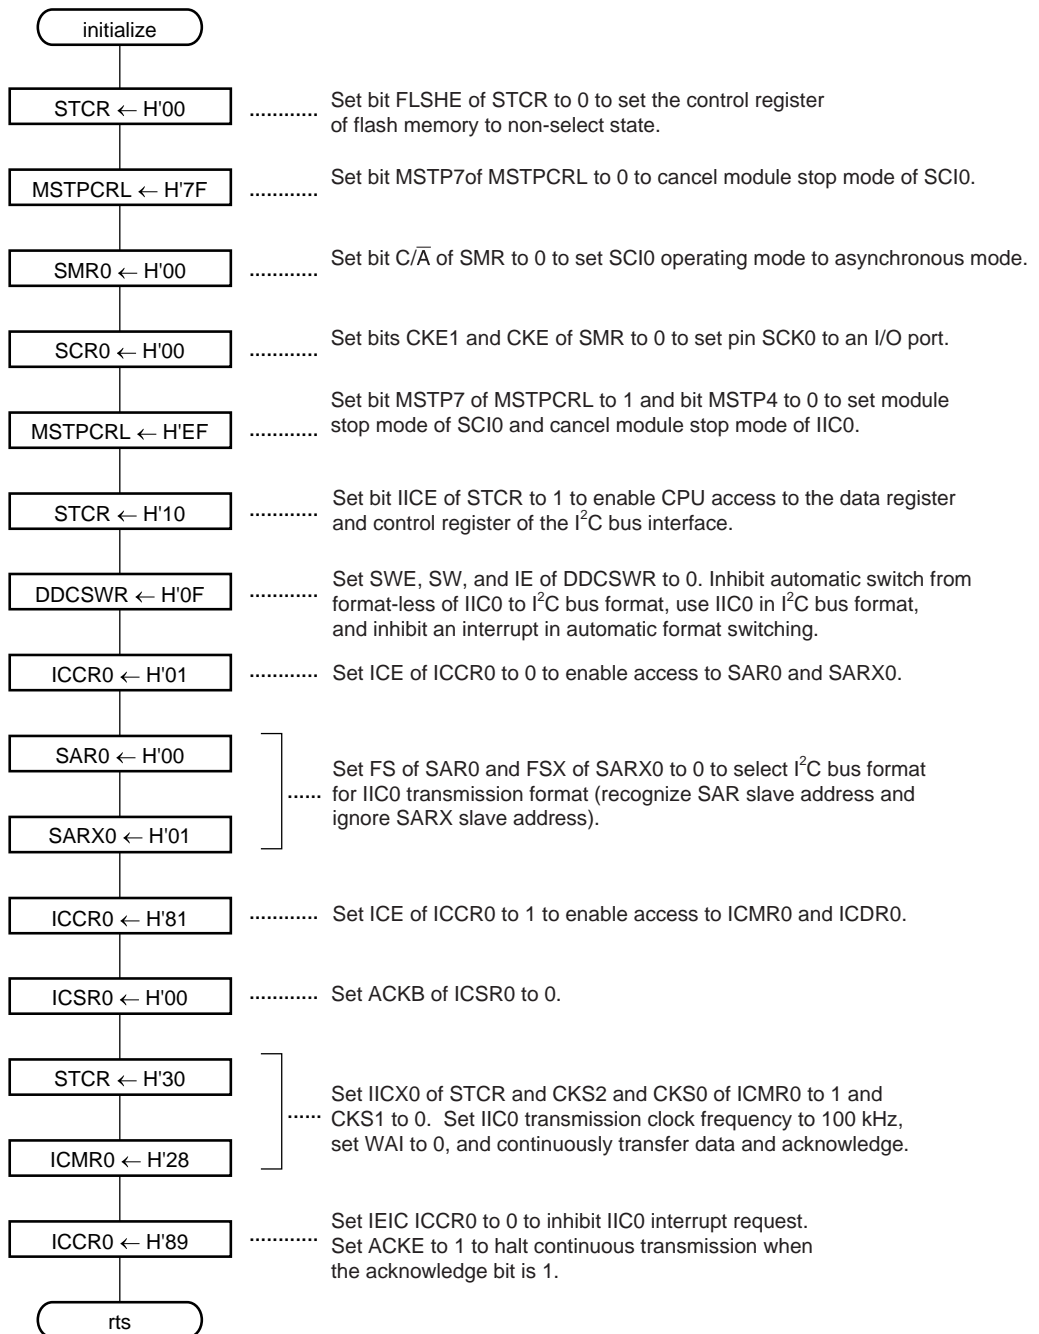 initialize
STCR ← H'00
Set bit FLSHE of STCR to 0 to set the control register
of flash memory to non-select state.
MSTPCRL ← H'7F
Set bit MSTP7of MSTPCRL to 0 to cancel module stop mode of SCI0.
SMR0 ← H'00
Set bit C/A̅ of SMR to 0 to set SCI0 operating mode to asynchronous mode.
SCR0 ← H'00
Set bits CKE1 and CKE of SMR to 0 to set pin SCK0 to an I/O port.
MSTPCRL ← H'EF
Set bit MSTP7 of MSTPCRL to 1 and bit MSTP4 to 0 to set module
stop mode of SCI0 and cancel module stop mode of IIC0.
STCR ← H'10
Set bit IICE of STCR to 1 to enable CPU access to the data register
and control register of the I²C bus interface.
DDCSWR ← H'0F
Set SWE, SW, and IE of DDCSWR to 0. Inhibit automatic switch from
format-less of IIC0 to I²C bus format, use IIC0 in I²C bus format,
and inhibit an interrupt in automatic format switching.
ICCR0 ← H'01
Set ICE of ICCR0 to 0 to enable access to SAR0 and SARX0.
SAR0 ← H'00
SARX0 ← H'01
Set FS of SAR0 and FSX of SARX0 to 0 to select I²C bus format
for IIC0 transmission format (recognize SAR slave address and
ignore SARX slave address).
ICCR0 ← H'81
Set ICE of ICCR0 to 1 to enable access to ICMR0 and ICDR0.
ICSR0 ← H'00
Set ACKB of ICSR0 to 0.
STCR ← H'30
ICMR0 ← H'28
Set IICX0 of STCR and CKS2 and CKS0 of ICMR0 to 1 and
CKS1 to 0. Set IIC0 transmission clock frequency to 100 kHz,
set WAI to 0, and continuously transfer data and acknowledge.
ICCR0 ← H'89
Set IEIC ICCR0 to 0 to inhibit IIC0 interrupt request.
Set ACKE to 1 to halt continuous transmission when
the acknowledge bit is 1.
rts